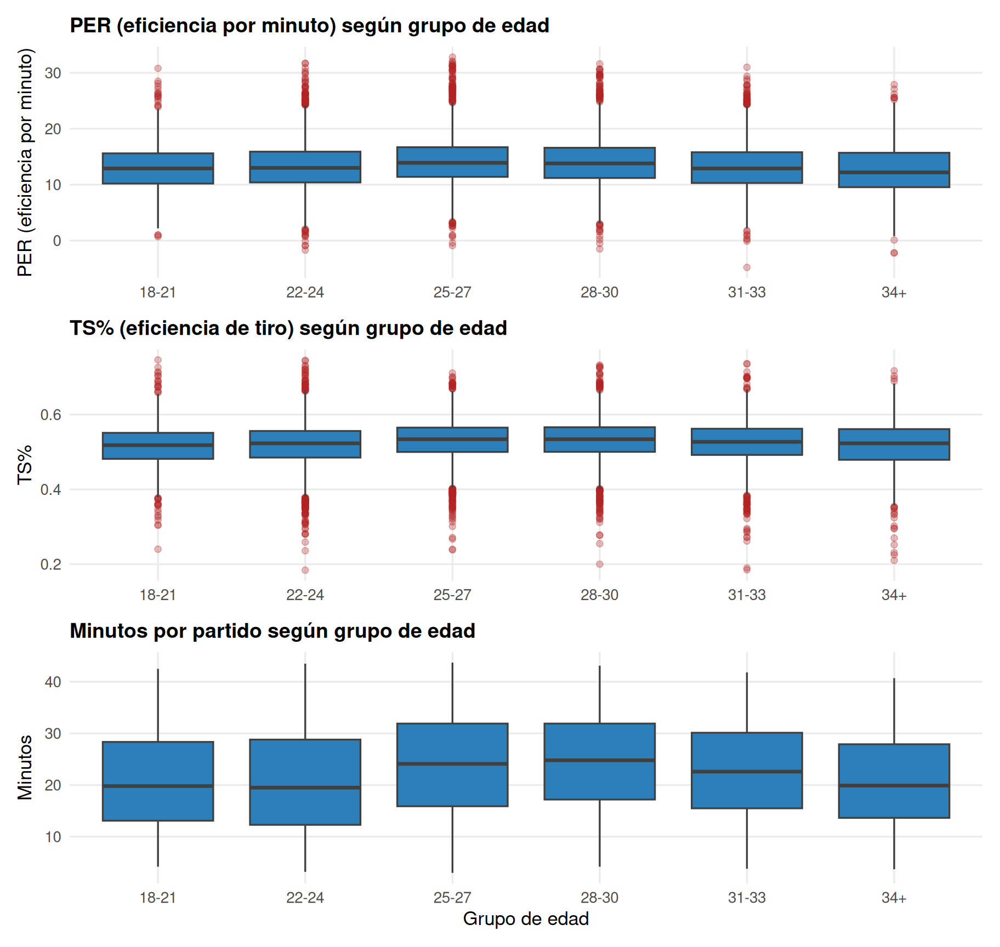 PER (eficiencia por minuto) según grupo de edad
PER (eficiencia por minuto)
30
20
10
0
18-21 22-24 25-27 28-30 31-33 34+
TS% (eficiencia de tiro) según grupo de edad
TS%
0.6
0.4
0.2
18-21 22-24 25-27 28-30 31-33 34+
Minutos por partido según grupo de edad
Minutos
40
30
20
10
18-21 22-24 25-27 28-30 31-33 34+
Grupo de edad